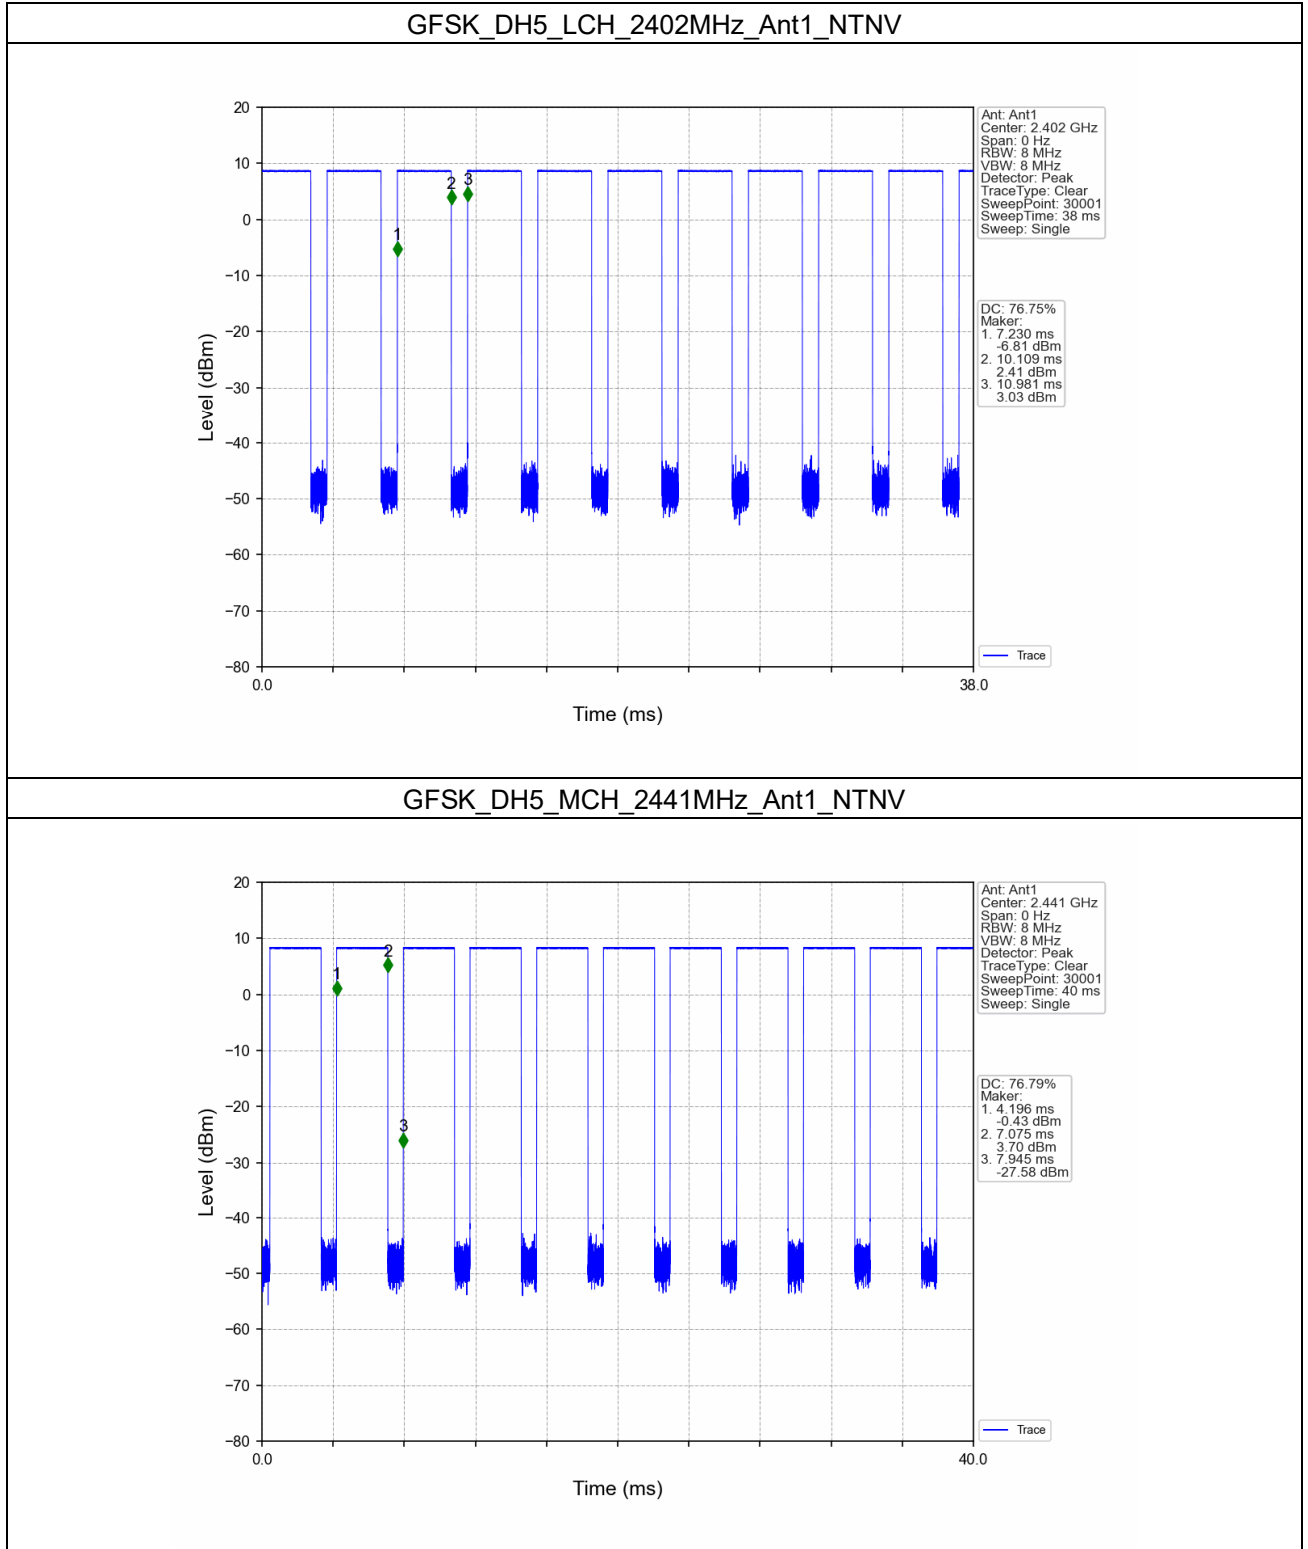 GFSK_DH5_LCH_2402MHz_Ant1_NTNV
20
10
0
−10
−20
−30
−40
−50
−60
−70
−80
Level (dBm)
1
2
3
0.0
38.0
Time (ms)
Ant: Ant1
Center: 2.402 GHz
Span: 0 Hz
RBW: 8 MHz
VBW: 8 MHz
Detector: Peak
TraceType: Clear
SweepPoint: 30001
SweepTime: 38 ms
Sweep: Single
DC: 76.75%
Maker:
1. 7.230 ms
-6.81 dBm
2. 10.109 ms
2.41 dBm
3. 10.981 ms
3.03 dBm
Trace
GFSK_DH5_MCH_2441MHz_Ant1_NTNV
20
10
0
−10
−20
−30
−40
−50
−60
−70
−80
Level (dBm)
1
2
3
0.0
40.0
Time (ms)
Ant: Ant1
Center: 2.441 GHz
Span: 0 Hz
RBW: 8 MHz
VBW: 8 MHz
Detector: Peak
TraceType: Clear
SweepPoint: 30001
SweepTime: 40 ms
Sweep: Single
DC: 76.79%
Maker:
1. 4.196 ms
-0.43 dBm
2. 7.075 ms
3.70 dBm
3. 7.945 ms
-27.58 dBm
Trace